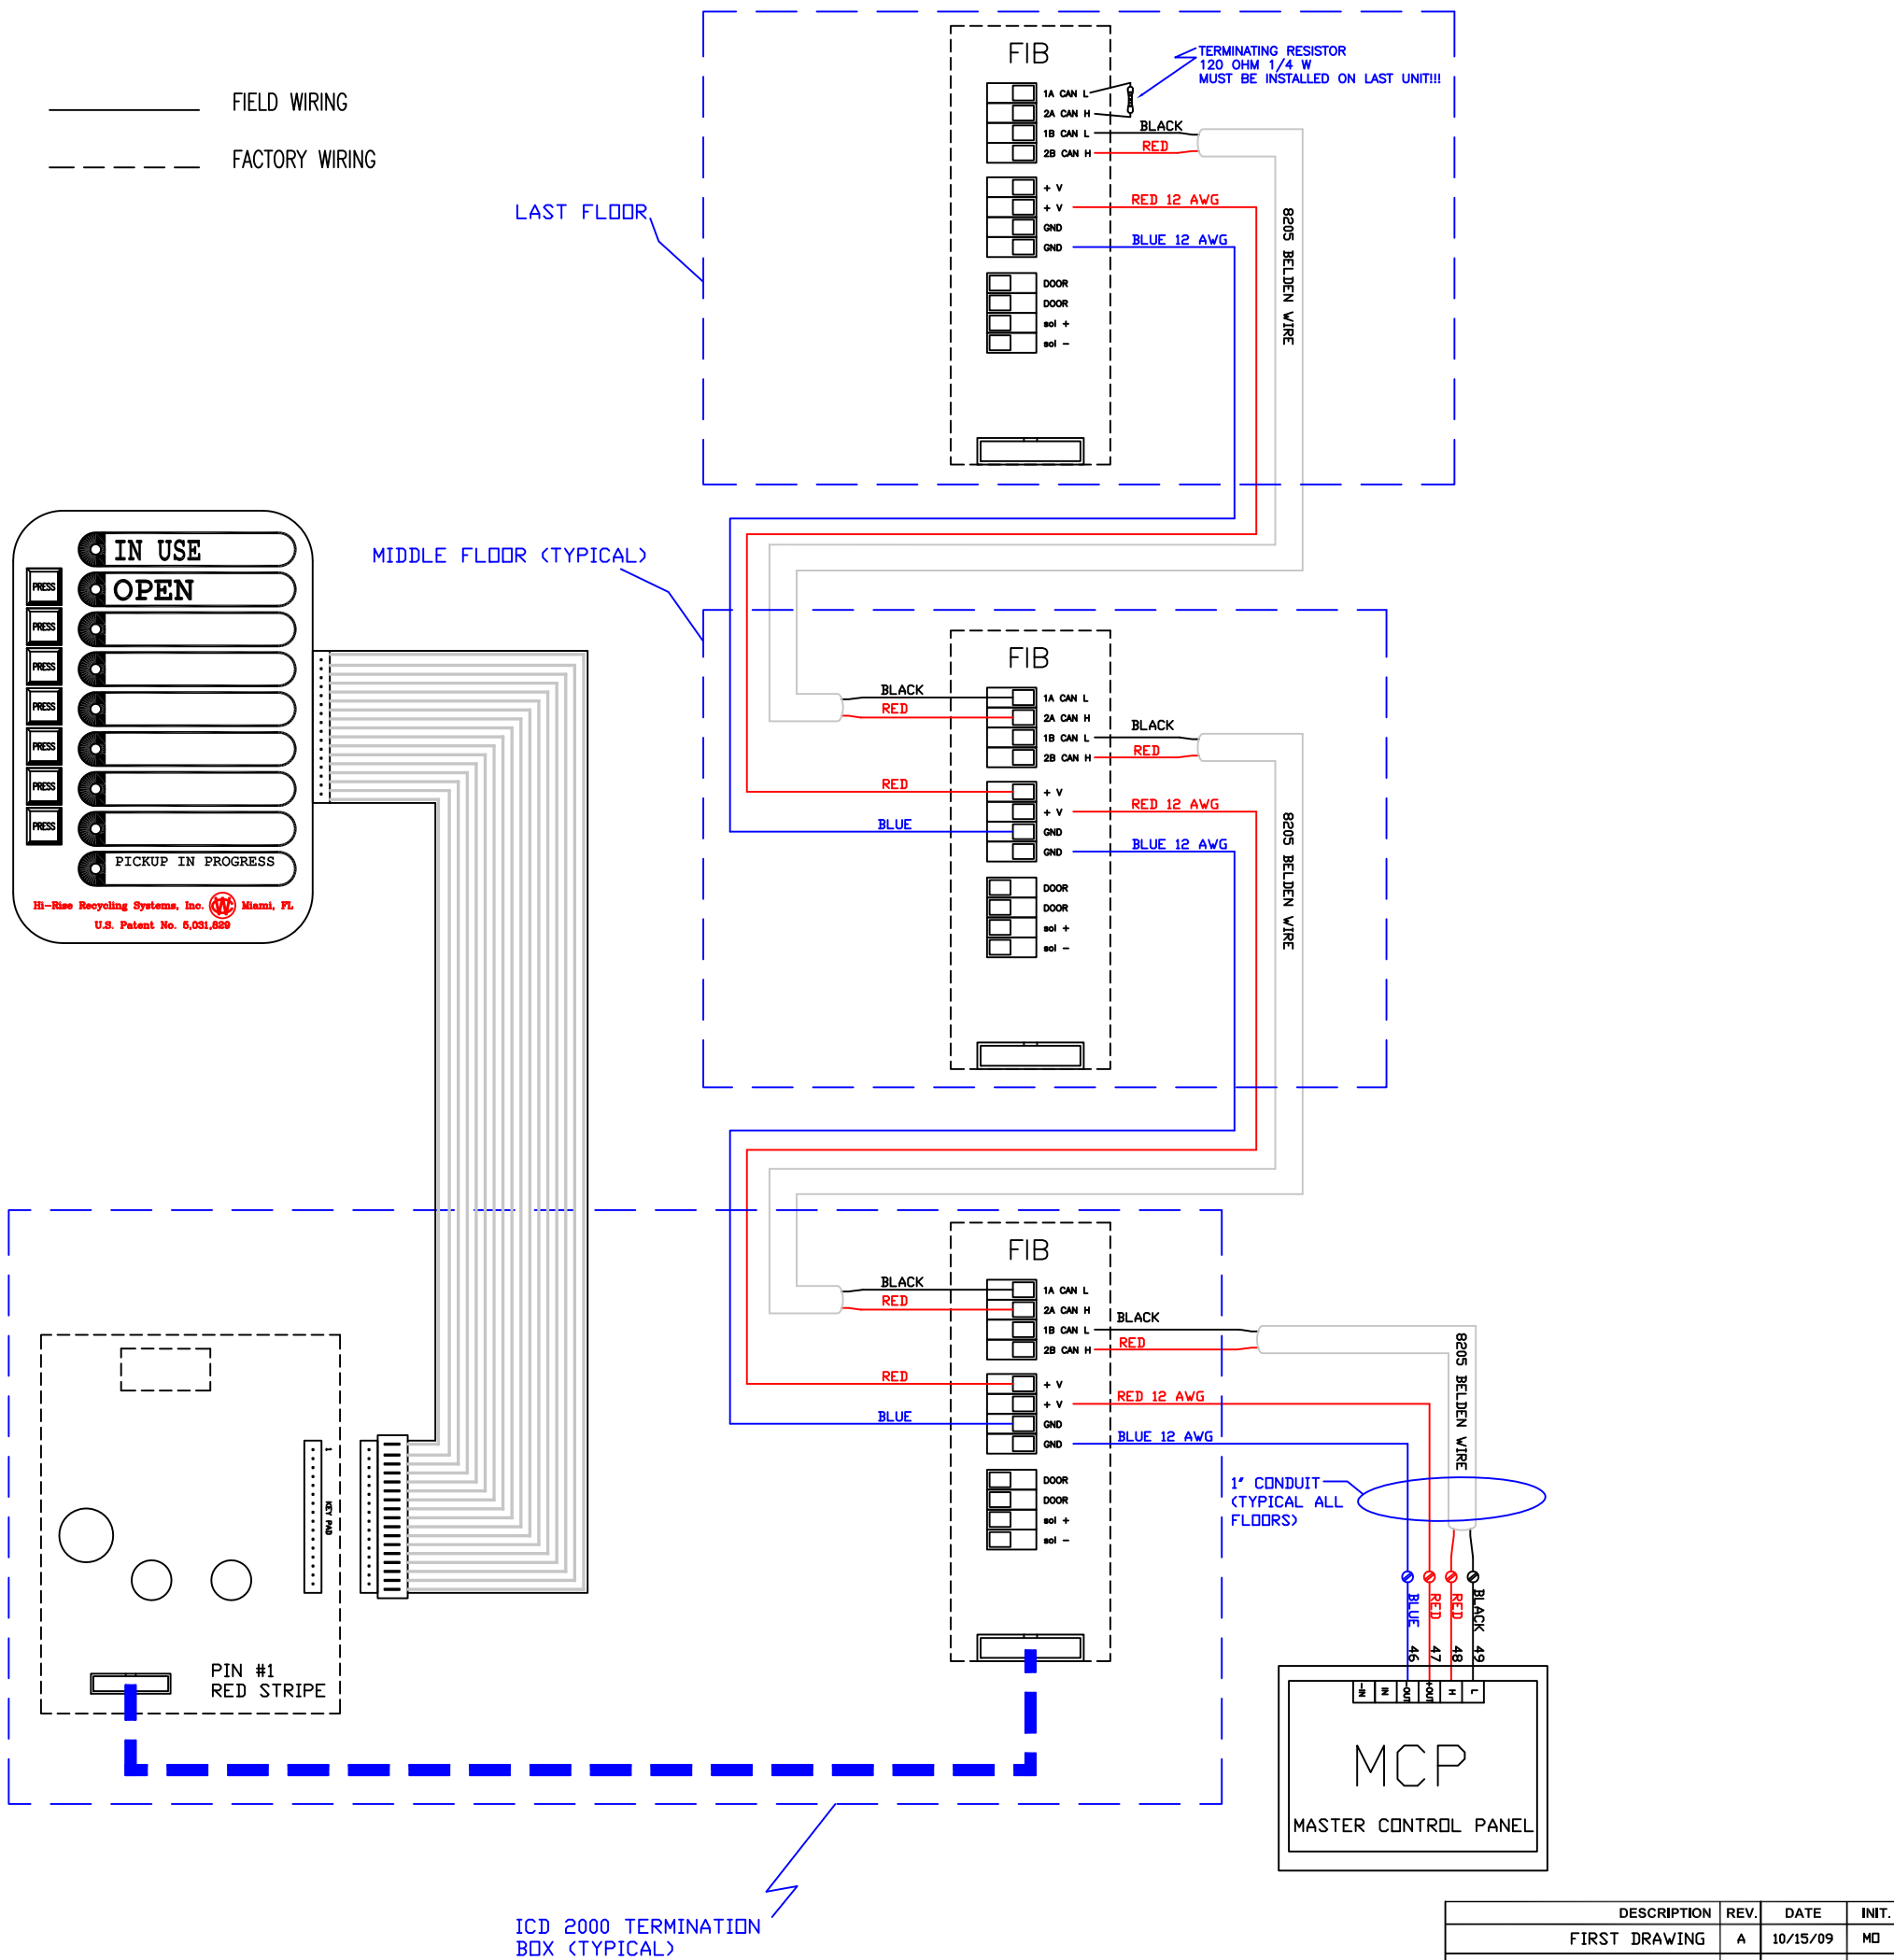 FIELD WIRING
FACTORY WIRING
LAST FLOOR
FIB
TERMINATING RESISTOR
120 OHM 1/4 W
MUST BE INSTALLED ON LAST UNIT!!!
1A CAN L
2A CAN H
1B CAN L
2B CAN H
BLACK
RED
+ V
+ V
GND
GND
RED 12 AWG
BLUE 12 AWG
DOOR
DOOR
sol +
sol -
8205 BELDEN WIRE
IN USE
OPEN
PRESS
PRESS
PRESS
PRESS
PRESS
PRESS
PRESS
PICKUP IN PROGRESS
Hi-Rise Recycling Systems, Inc. Miami, FL
U.S. Patent No. 5,031,829
MIDDLE FLOOR (TYPICAL)
FIB
BLACK
RED
1A CAN L
2A CAN H
1B CAN L
2B CAN H
BLACK
RED
RED
BLUE
+ V
+ V
GND
GND
RED 12 AWG
BLUE 12 AWG
DOOR
DOOR
sol +
sol -
8205 BELDEN WIRE
FIB
BLACK
RED
1A CAN L
2A CAN H
1B CAN L
2B CAN H
BLACK
RED
RED
BLUE
+ V
+ V
GND
GND
RED 12 AWG
BLUE 12 AWG
DOOR
DOOR
sol +
sol -
8205 BELDEN WIRE
1" CONDUIT
(TYPICAL ALL
FLOORS)
1
KEY PAD
PIN #1
RED STRIPE
BLUE
RED
RED
BLACK
46
47
48
49
-IN
IN
-OUT
+OUT
H
L
MCP
MASTER CONTROL PANEL
ICD 2000 TERMINATION
BOX (TYPICAL)
DESCRIPTION REV. DATE INIT.
FIRST DRAWING A 10/15/09 MD